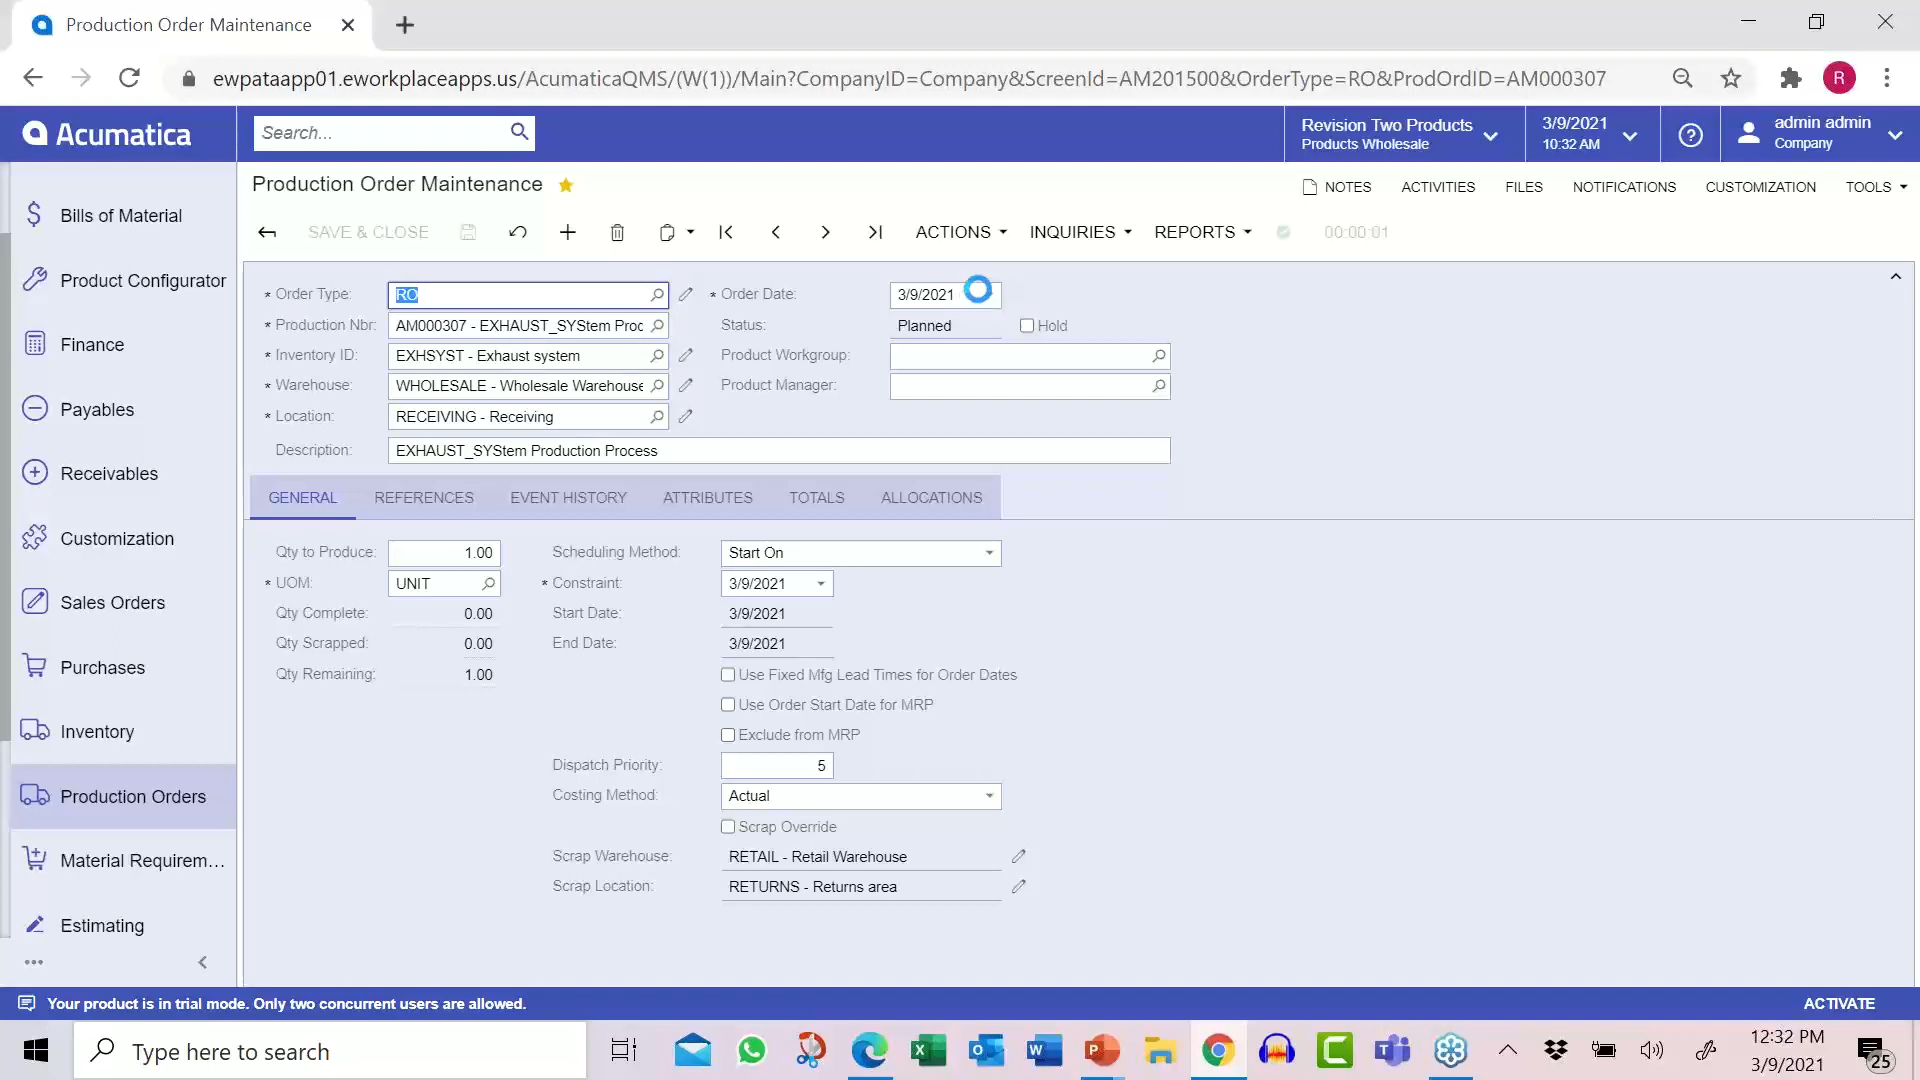 Production Order Maintenance
ewpataapp01.eworkplaceapps.us/AcumaticaQMS/(W(1))/Main?CompanyID=Company&ScreenId=AM201500&OrderType=RO&ProdOrdID=AM000307
R
Acumatica
Search...
Revision Two Products
Products Wholesale
3/9/2021
10:32 AM
admin admin
Company
Bills of Material
Product Configurator
Finance
Payables
Receivables
Customization
Sales Orders
Purchases
Inventory
Production Orders
Material Requirem...
Estimating
Production Order Maintenance
NOTES ACTIVITIES FILES NOTIFICATIONS CUSTOMIZATION TOOLS
SAVE & CLOSE ACTIONS INQUIRIES REPORTS 00:00:01
* Order Type: RO
* Order Date: 3/9/2021
* Production Nbr: AM000307 - EXHAUST_SYStem Proc
Status: Planned Hold
* Inventory ID: EXHSYST - Exhaust system
Product Workgroup:
* Warehouse: WHOLESALE - Wholesale Warehouse
Product Manager:
* Location: RECEIVING - Receiving
Description: EXHAUST_SYStem Production Process
GENERAL REFERENCES EVENT HISTORY ATTRIBUTES TOTALS ALLOCATIONS
Qty to Produce: 1.00
Scheduling Method: Start On
* UOM: UNIT
* Constraint: 3/9/2021
Qty Complete: 0.00
Start Date: 3/9/2021
Qty Scrapped: 0.00
End Date: 3/9/2021
Qty Remaining: 1.00
Use Fixed Mfg Lead Times for Order Dates
Use Order Start Date for MRP
Exclude from MRP
Dispatch Priority: 5
Costing Method: Actual
Scrap Override
Scrap Warehouse: RETAIL - Retail Warehouse
Scrap Location: RETURNS - Returns area
Your product is in trial mode. Only two concurrent users are allowed.
ACTIVATE
Type here to search
12:32 PM
3/9/2021
25